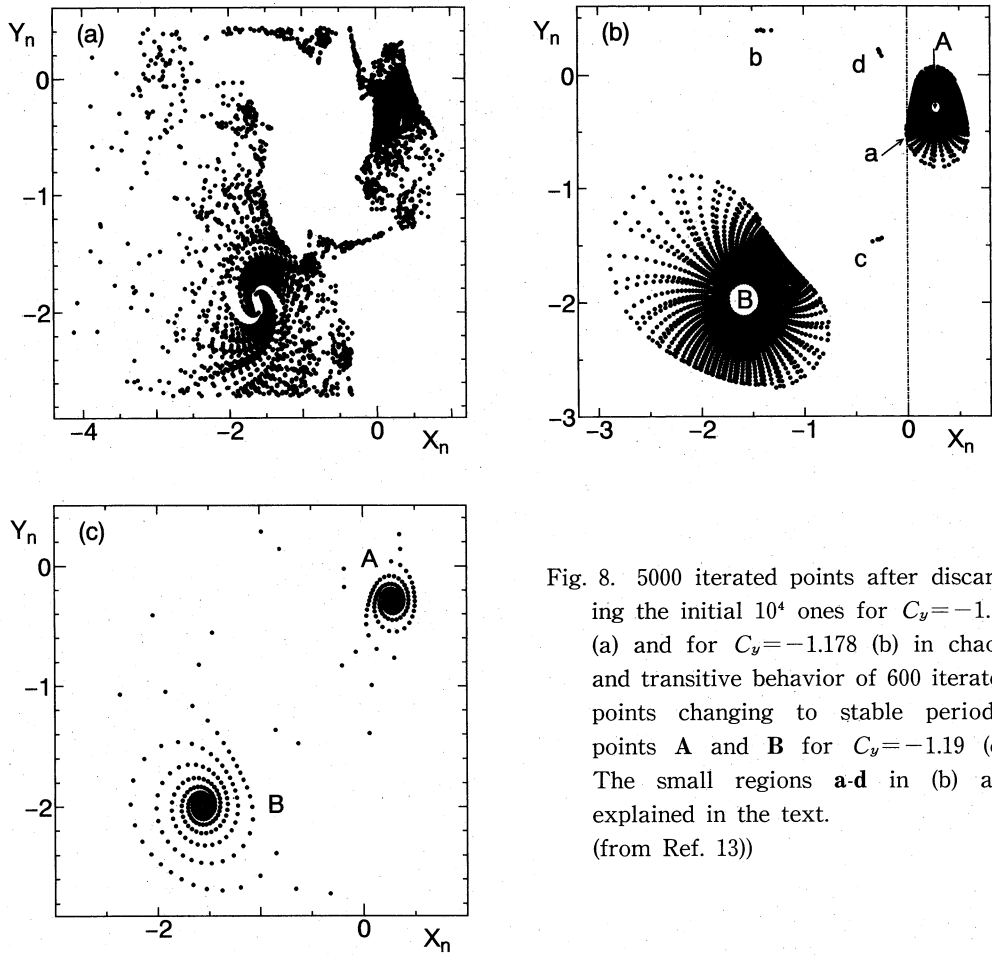 Yn
(a)
0
−1
−2
−4
−2
0
Xn
Yn
(b)
b
d
A
0
a
−1
c
B
−2
−3
−3
−2
−1
0
Xn
Yn
(c)
A
0
−1
B
−2
−2
0
Xn
Fig. 8. 5000 iterated points after discar
ing the initial 10⁴ ones for Cy=−1.
(a) and for Cy=−1.178 (b) in chao
and transitive behavior of 600 iterate
points changing to stable period
points A and B for Cy=−1.19 (
The small regions a-d in (b) a
explained in the text.
(from Ref. 13))